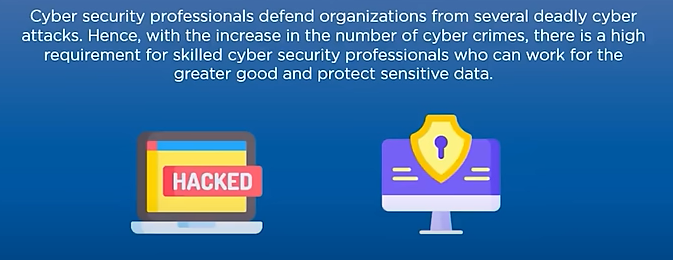 Cyber security professionals defend organizations from several deadly cyber
attacks. Hence, with the increase in the number of cyber crimes, there is a high
requirement for skilled cyber security professionals who can work for the
greater good and protect sensitive data.
HACKED